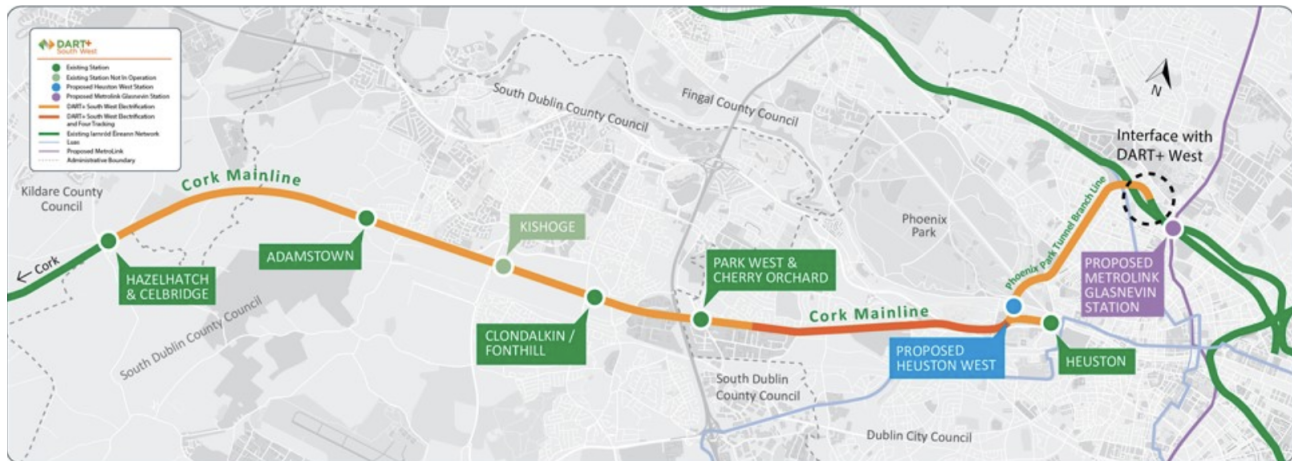 DART+
South West
Existing Station
Existing Station Not In Operation
Proposed Heuston West Station
Proposed Metrolink Glasnevin Station
DART+ South West Electrification
DART+ South West Electrification
and Four Tracking
Existing Iarnród Éireann Network
Luas
Proposed MetroLink
Administrative Boundary
South Dublin County Council
Fingal County Council
N
Interface with
DART+ West
Kildare County
Council
Cork Mainline
← Cork
HAZELHATCH
& CELBRIDGE
ADAMSTOWN
KISHOGE
CLONDALKIN /
FONTHILL
PARK WEST &
CHERRY ORCHARD
Phoenix
Park
Phoenix Park Tunnel Branch Line
PROPOSED
METROLINK
GLASNEVIN
STATION
Cork Mainline
PROPOSED
HEUSTON WEST
HEUSTON
South Dublin County Council
South Dublin
County Council
Dublin City Council